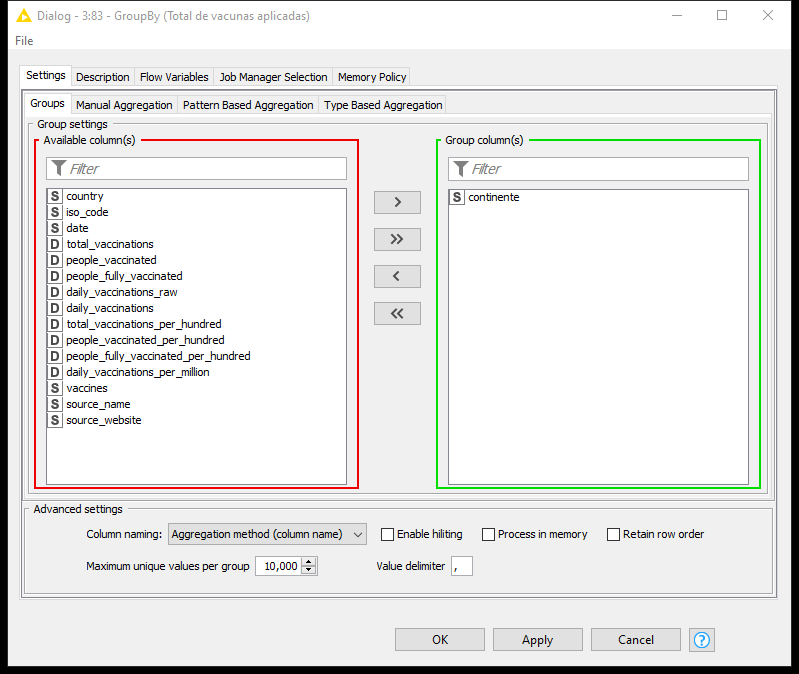 Dialog - 3:83 - GroupBy (Total de vacunas aplicadas)
File
Settings Description Flow Variables Job Manager Selection Memory Policy
Groups Manual Aggregation Pattern Based Aggregation Type Based Aggregation
Group settings
Available column(s) Group column(s)
Filter Filter
S country > S continente
S iso_code
S date
D total_vaccinations >>
D people_vaccinated
D people_fully_vaccinated <
D daily_vaccinations_raw
D daily_vaccinations <<
D total_vaccinations_per_hundred
D people_vaccinated_per_hundred
D people_fully_vaccinated_per_hundred
D daily_vaccinations_per_million
S vaccines
S source_name
S source_website
Advanced settings
Column naming: Aggregation method (column name) Enable hiliting Process in memory Retain row order
Maximum unique values per group 10,000 Value delimiter ,
OK Apply Cancel ?